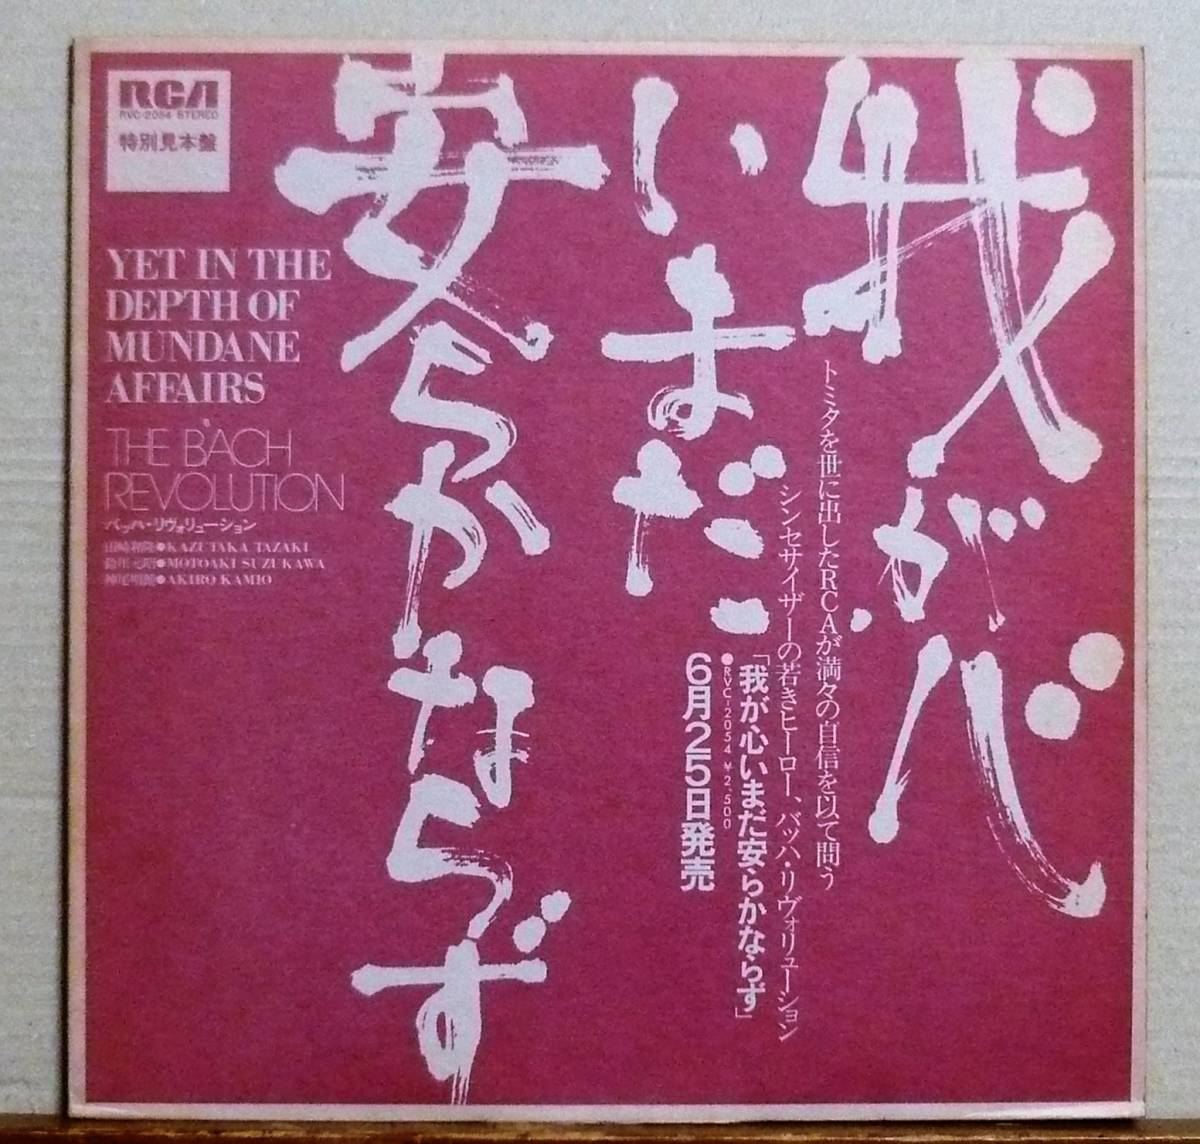 RCA
RVC-2054 STEREO
特別見本盤
我が心
いまだ
安らかならず
YET IN THE
DEPTH OF
MUNDANE
AFFAIRS
THE BACH
REVOLUTION
バッハ・リヴォリューション
田崎和隆●KAZUTAKA TAZAKI
鈴川元昭●MOTOAKI SUZUKAWA
神尾明朗●AKIRO KAMIO
トミタを世に出したRCAが満々の自信を以て問う
シンセサイザーの若きヒーロー、バッハ・リヴォリューション
「我が心いまだ安らかならず」
●RVC-2054 ¥2,500
6月25日発売